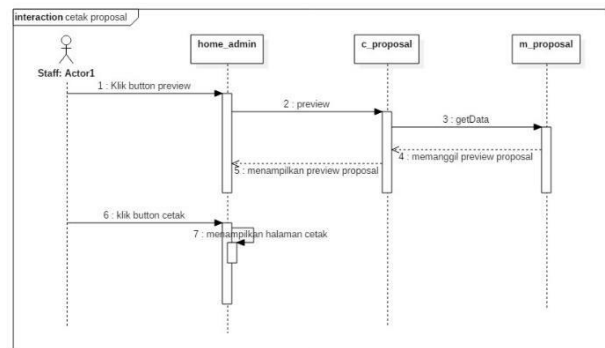 interaction cetak proposal
home_admin
c_proposal
m_proposal
Staff: Actor1
1 : Klik button preview
2 : preview
3 : getData
4 : memanggil preview proposal
5 : menampilkan preview proposal
6 : klik button cetak
7 : menampilkan halaman cetak